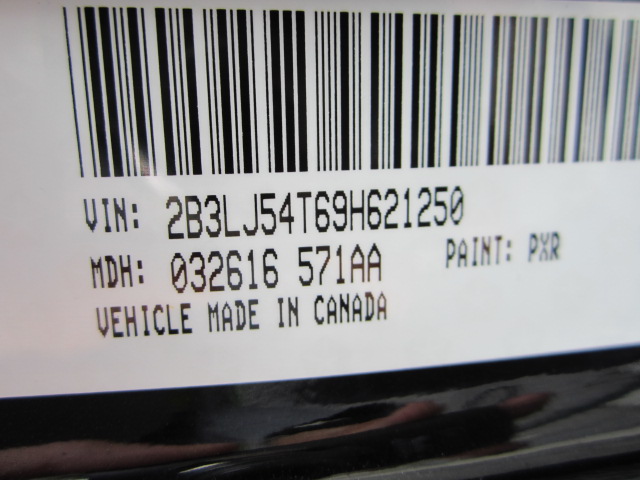 VIN: 2B3LJ54T69H621250
MDH: 032616 571AA PAINT: PXR
VEHICLE MADE IN CANADA